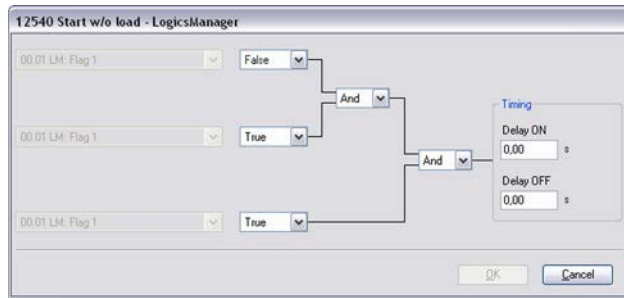 12540 Start w/o load - LogicsManager
00.01 LM: Flag 1
False
And
Timing
Delay ON
0,00 s
00.01 LM: Flag 1
True
And
Delay OFF
0,00 s
00.01 LM: Flag 1
True
OK
Cancel